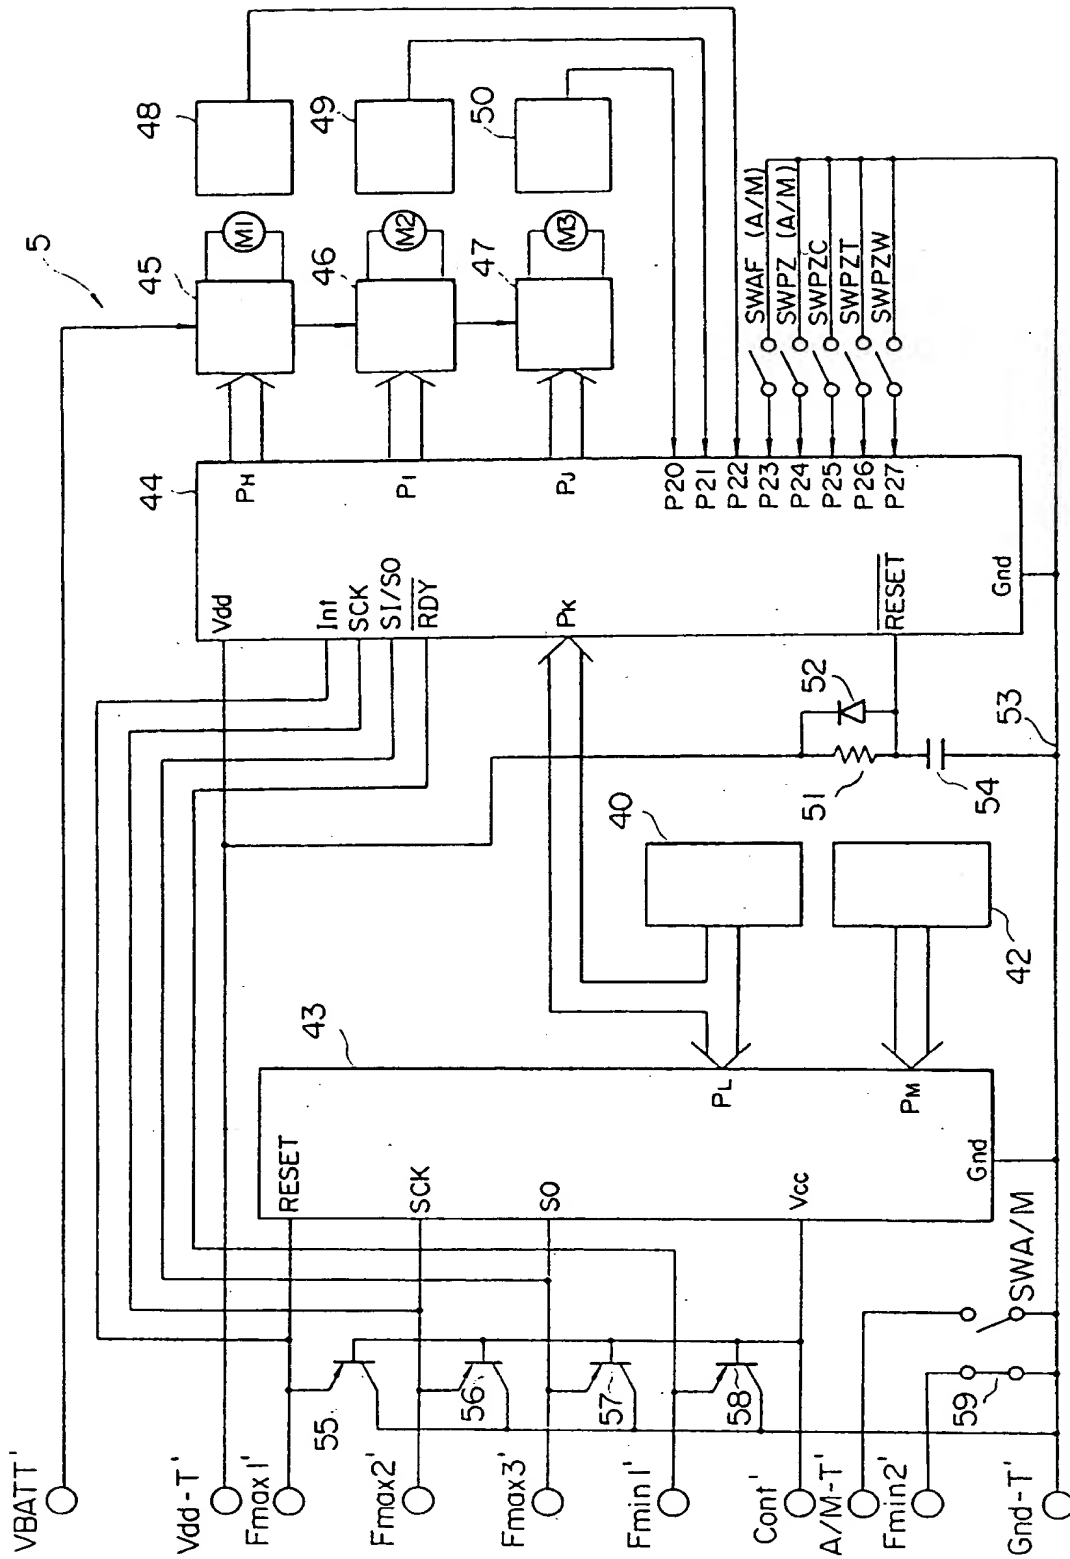 5
VBATT'
Vdd-T'
Fmax1'
Fmax2'
Fmax3'
Fmin1'
Cont'
A/M-T'
Fmin2'
Gnd-T'
55
56
57
58
59
SWA/M
43
RESET
SCK
SO
Vcc
PL
PM
Gnd
40
42
44
Vdd
Int
SCK
SI/SO
RDY
PK
RESET
Gnd
PH
PI
PJ
P20
P21
P22
P23
P24
P25
P26
P27
51
52
53
54
45
46
47
M1
M2
M3
48
49
50
SWAF (A/M)
SWPZ (A/M)
SWPZC
SWPZT
SWPZW